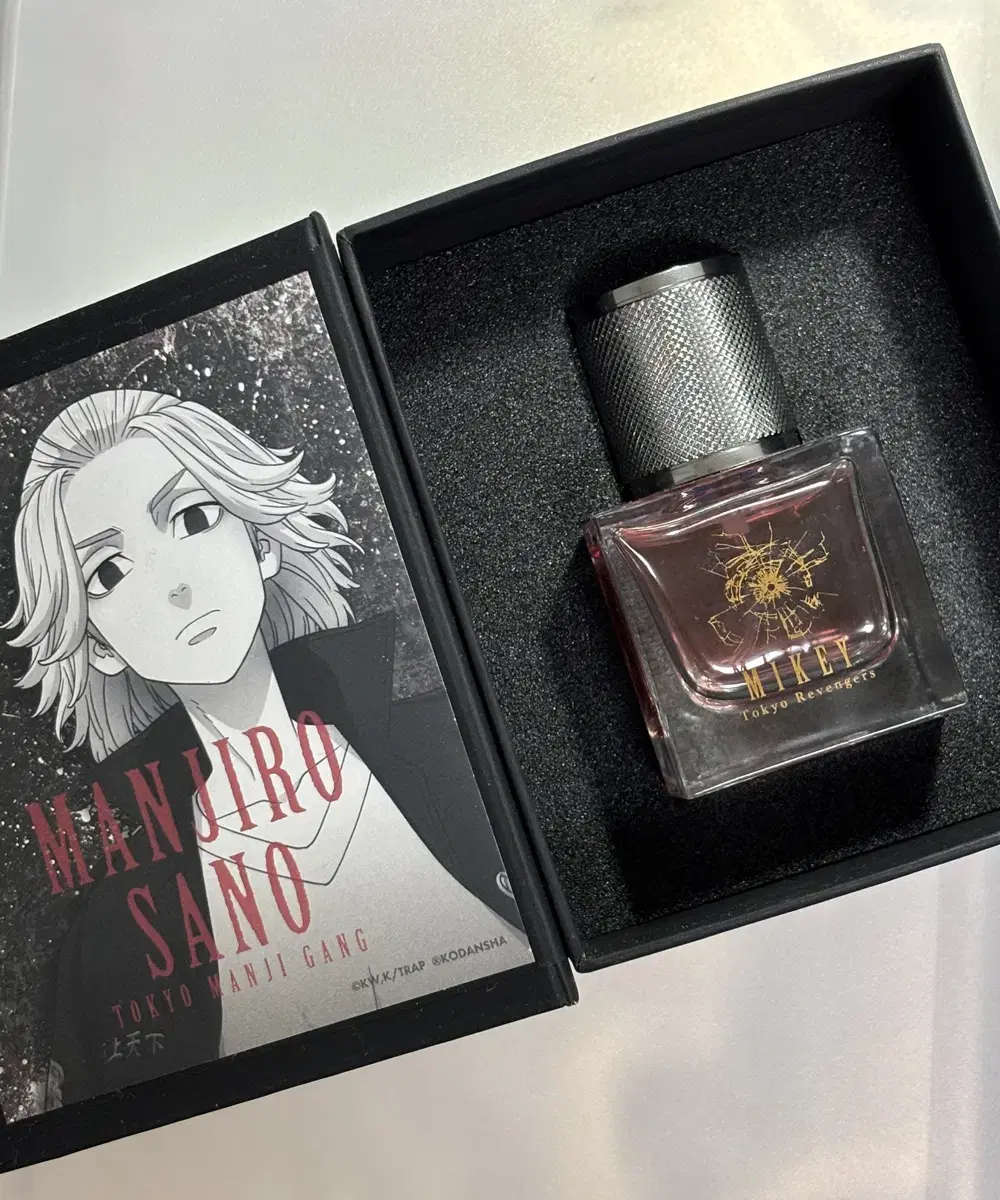 MANJIRO
SANO
TOKYO MANJI GANG
©KW,K/TRAP ®KODANSHA
上天下
MIKEY
Tokyo Revengers